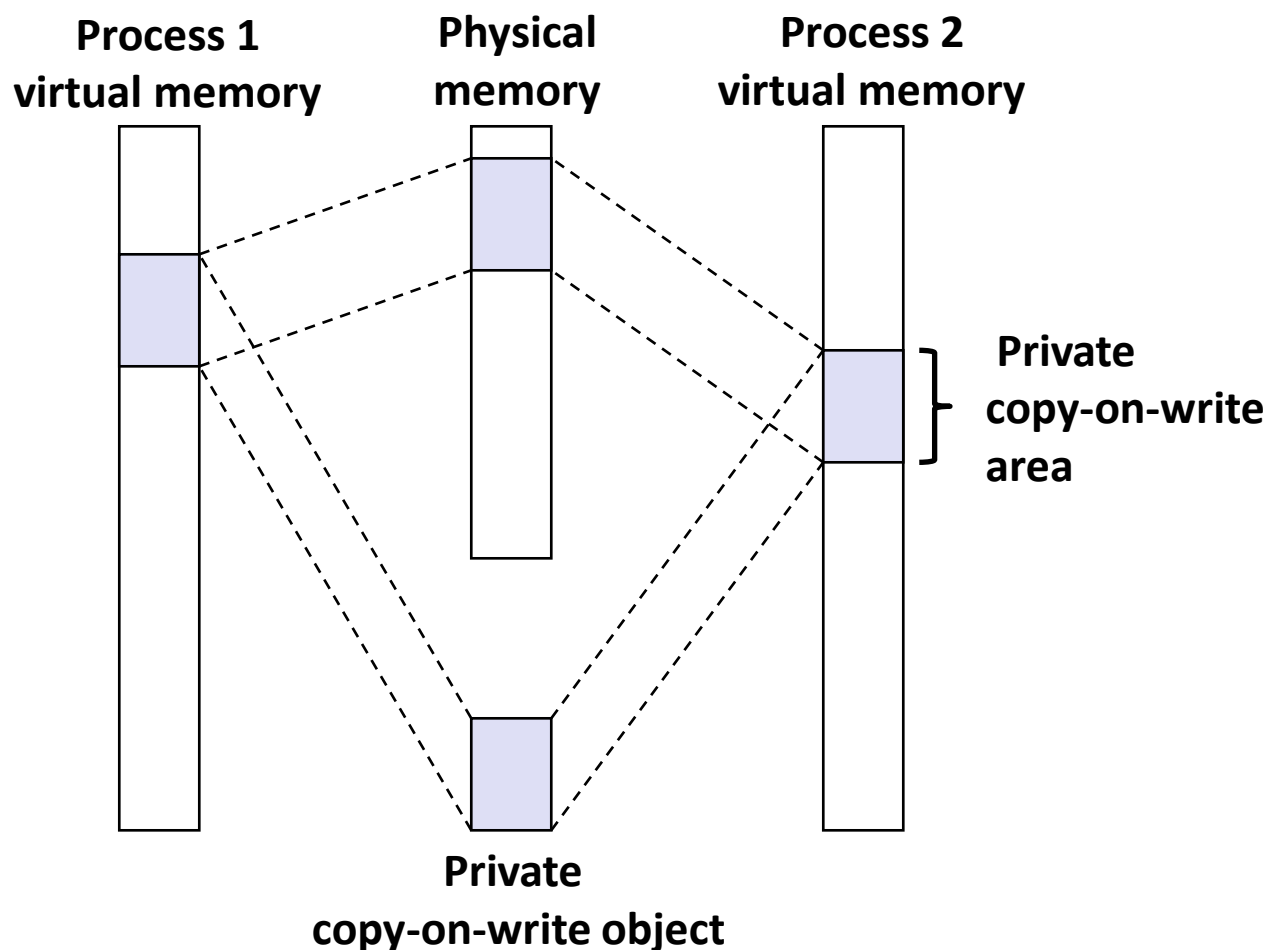 Process 1
virtual memory
Physical
memory
Process 2
virtual memory
Private
copy-on-write
area
Private
copy-on-write object